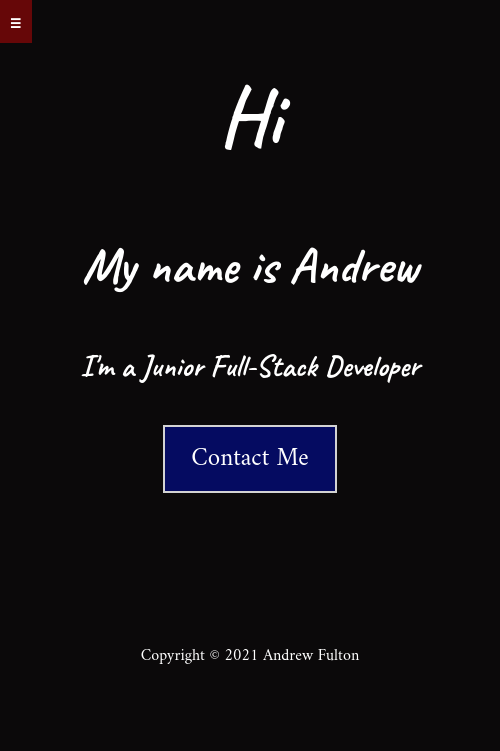 Hi
My name is Andrew
I'm a Junior Full-Stack Developer
Contact Me
Copyright © 2021 Andrew Fulton